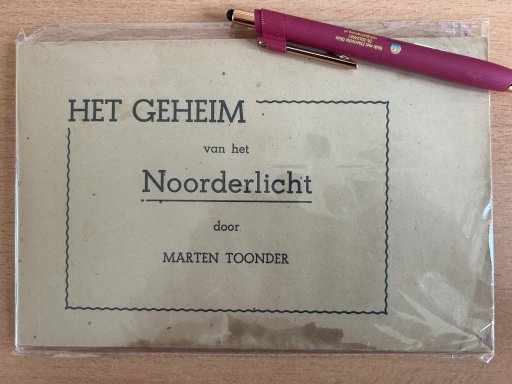 HET GEHEIM
van het
Noorderlicht
door
MARTEN TOONDER